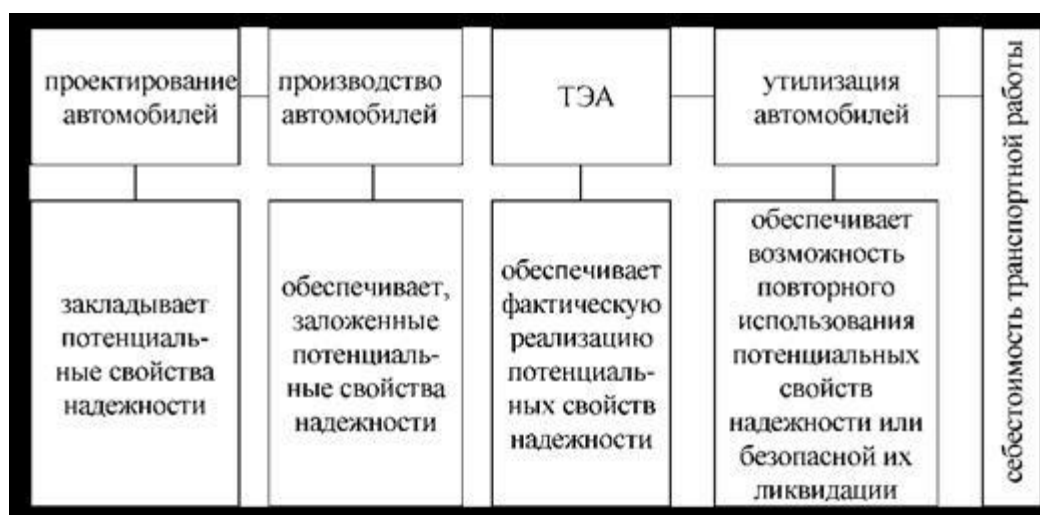 проектирование
автомобилей
производство
автомобилей
ТЭА
утилизация
автомобилей
закладывает
потенциаль-
ные свойства
надежности
обеспечивает,
заложенные
потенциаль-
ные свойства
надежности
обеспечивает
фактическую
реализацию
потенциаль-
ных свойств
надежности
обеспечивает
возможность
повторного
использования
потенциальных
свойств
надежности или
безопасной их
ликвидации
себестоимость транспортной работы